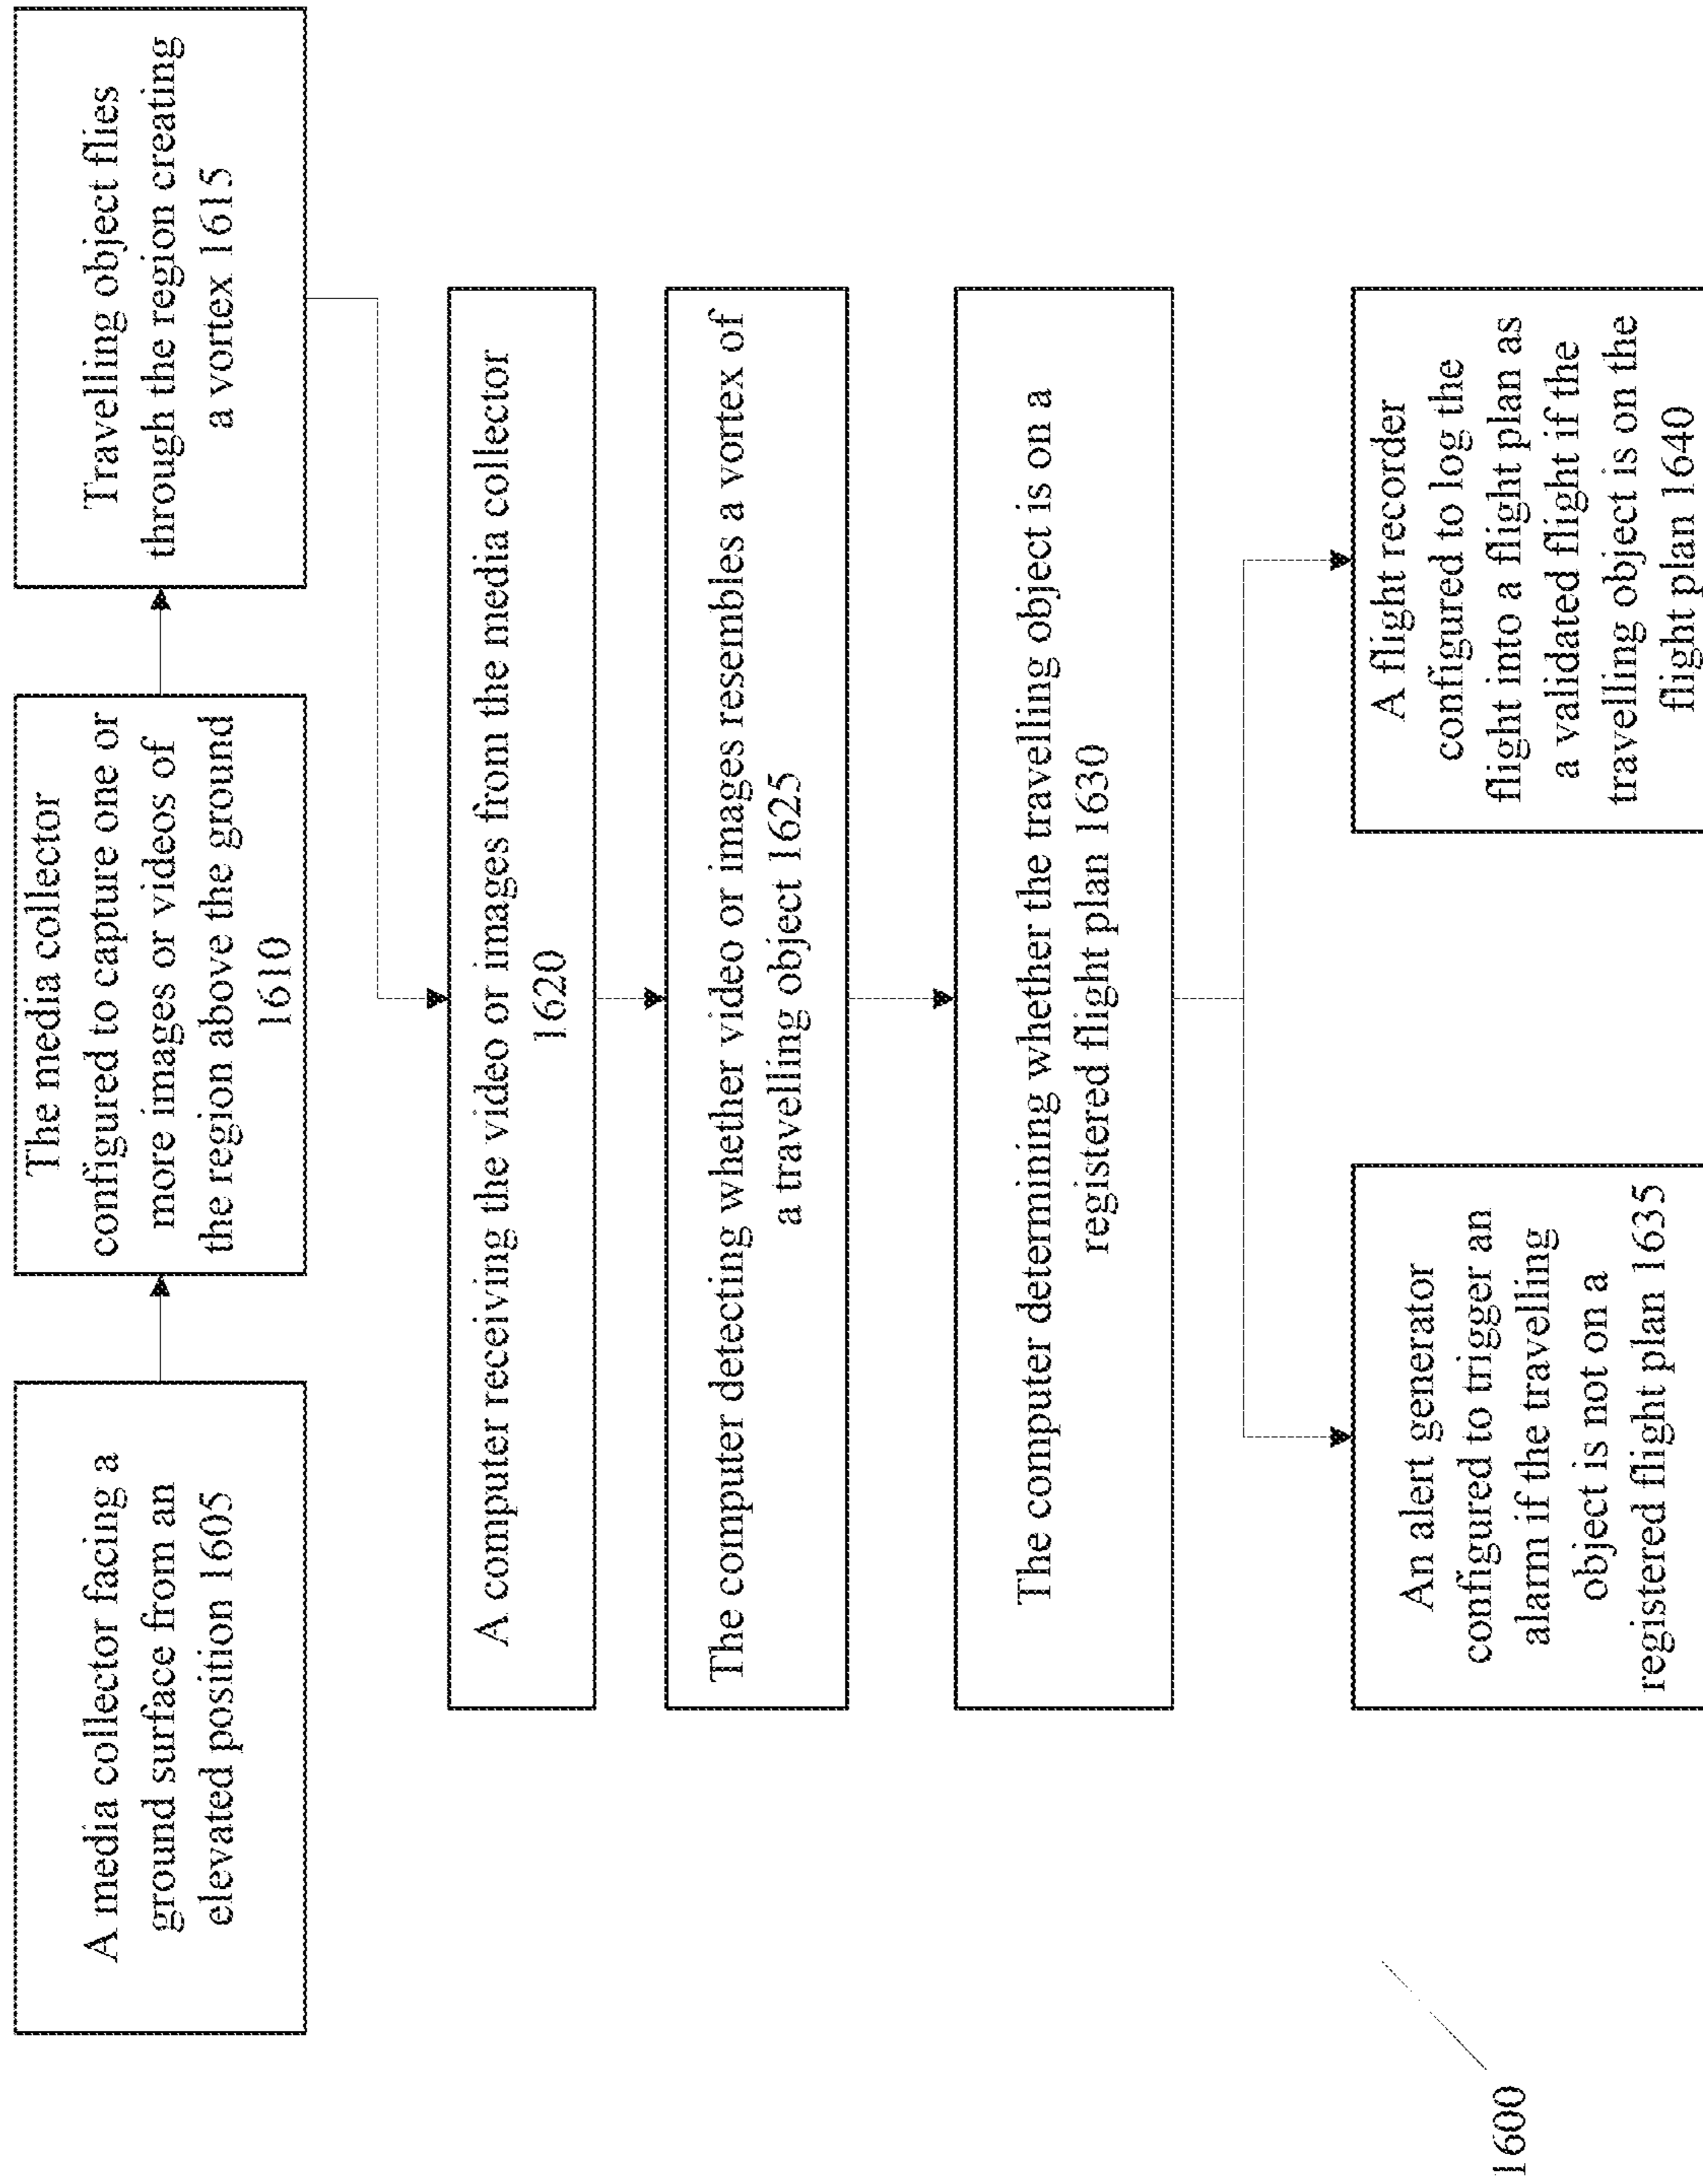 A media collector facing a
ground surface from an
elevated position 1605
The media collector
configured to capture one or
more images or videos of
the region above the ground
1610
Travelling object flies
through the region creating
a vortex 1615
A computer receiving the video or images from the media collector
1620
The computer detecting whether video or images resembles a vortex of
a travelling object 1625
The computer determining whether the travelling object is on a
registered flight plan 1630
An alert generator
configured to trigger an
alarm if the travelling
object is not on a
registered flight plan 1635
A flight recorder
configured to log the
flight into a flight plan as
a validated flight if the
travelling object is on the
flight plan 1640
1600